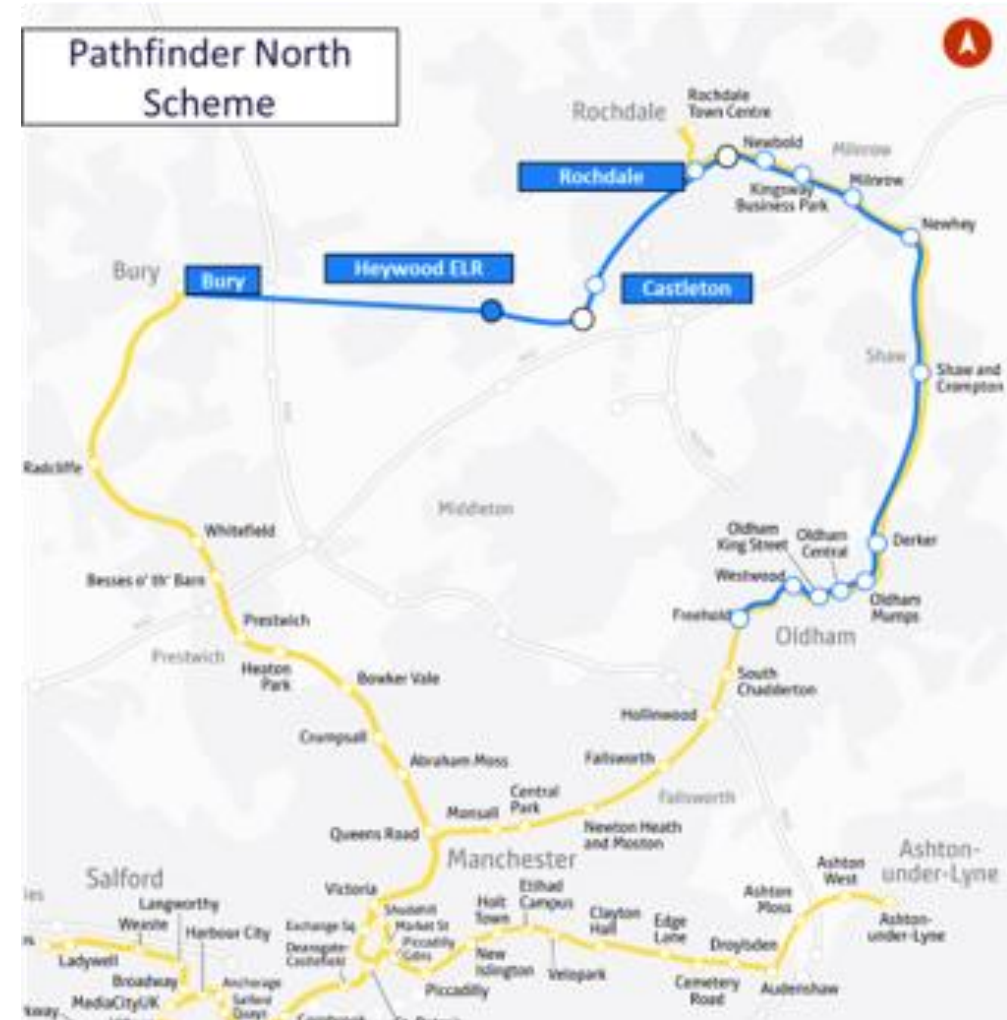 Pathfinder North
Scheme
Rochdale
Rochdale
Town Centre
Newbold
Milnrow
Kingsway
Business Park
Milnrow
Rochdale
Newhey
Bury
Bury
Heywood ELR
Castleton
Shaw
Shaw and
Crompton
Radcliffe
Middleton
Whitefield
Oldham
King Street
Oldham
Central
Derker
Besses o' th' Barn
Westwood
Freehold
Oldham
Mumps
Oldham
Prestwich
Prestwich
Heaton
Park
Bowker Vale
South
Chadderton
Hollinwood
Crumpsall
Abraham Moss
Failsworth
Failsworth
Monsall
Central
Park
Queens Road
Newton Heath
and Moston
Manchester
Salford
Victoria
Ashton
West
Ashton-
under-Lyne
Langworthy
Weaste
Harbour City
Exchange Sq
Shudehill
Market St
Holt
Town
Etihad
Campus
Clayton
Hall
Edge
Lane
Ashton
Moss
Droylsden
Ashton-
under-Lyne
Deansgate-
Castlefield
Piccadilly
Gdns
New
Islington
Velopark
Cemetery
Road
Audenshaw
Ladywell
Broadway
Anchorage
Piccadilly
MediaCityUK
Salford
Quays
Cornbrook